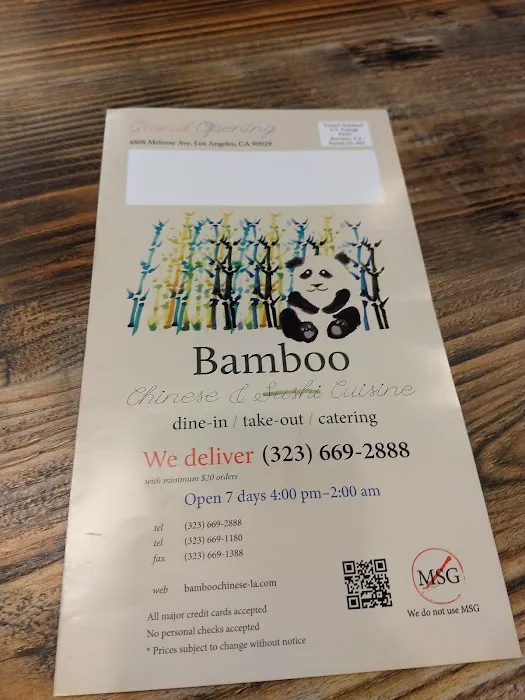 Grand Opening
4808 Melrose Ave. Los Angeles, CA 90029
U.S. Postage
PAID
Bamboo
Chinese & Sushi Cuisine
dine-in / take-out / catering
We deliver (323) 669-2888
with minimum $20 orders
Open 7 days 4:00 pm–2:00 am
tel (323) 669-2888
tel (323) 669-1180
fax (323) 669-1388
web bamboochinese-la.com
MSG
We do not use MSG
All major credit cards accepted
No personal checks accepted
* Prices subject to change without notice